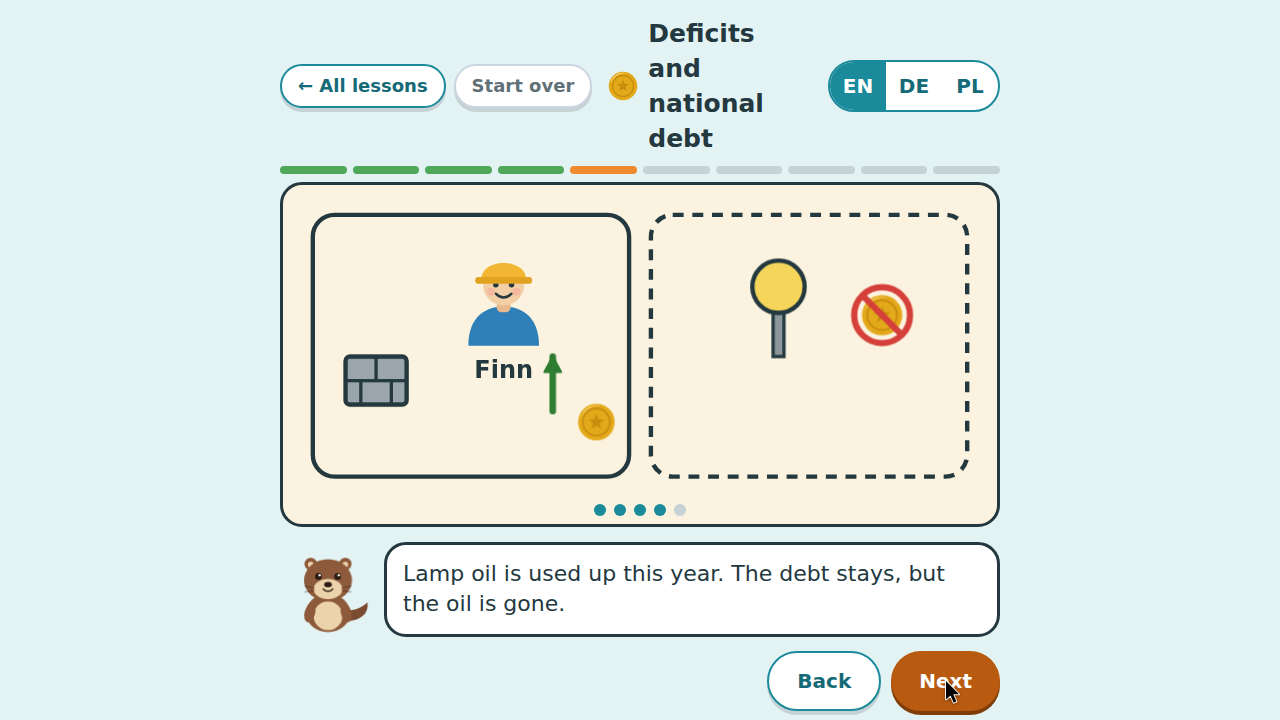 ← All lessons
Start over
Deficits
and
national
debt
EN DE PL
Finn
Lamp oil is used up this year. The debt stays, but
the oil is gone.
Back
Next